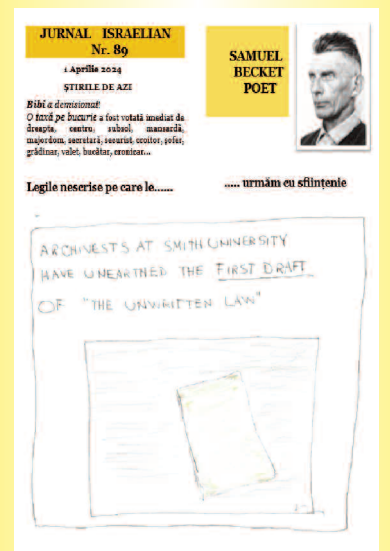 JURNAL ISRAELIAN
Nr. 89
1 Aprilie 2024
ȘTIRILE DE AZI
Bibi a demisionat!
O taxă pe bucurie a fost votată imediat de
dreapta, centru, subsol, mansardă,
majordom, secretară, securist, croitor, șofer,
grădinar, valet, bucătar, cronicar...
SAMUEL
BECKET
POET
Legile nescrise pe care le......
..... urmăm cu sfințenie
ARCHIVESTS AT SMITH UNIVERSITY
HAVE UNEARTHED THE FIRST DRAFT
OF "THE UNWRITTEN LAW"